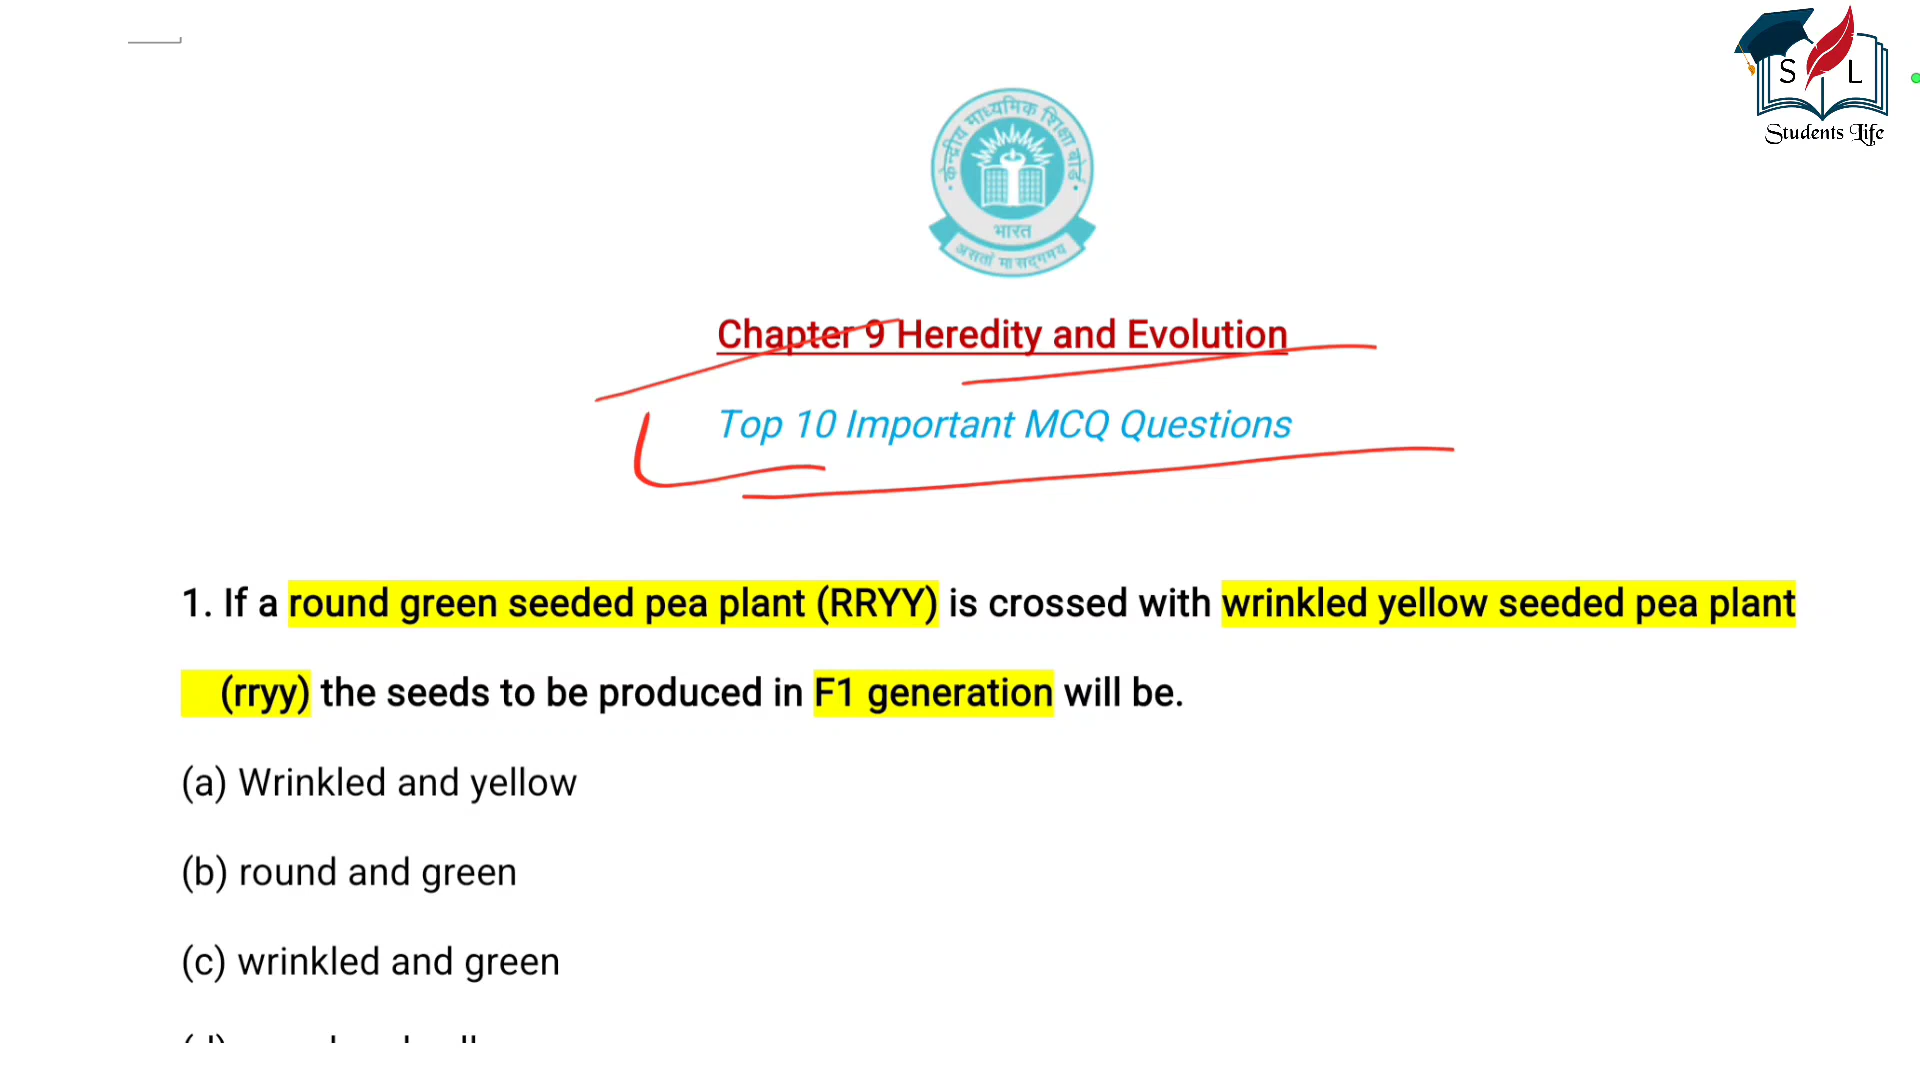 S L
Students Life
केन्द्रीय माध्यमिक शिक्षा बोर्ड
भारत
असतो मा सद्गमय
Chapter 9 Heredity and Evolution
Top 10 Important MCQ Questions
1. If a round green seeded pea plant (RRYY) is crossed with wrinkled yellow seeded pea plant
(rryy) the seeds to be produced in F1 generation will be.
(a) Wrinkled and yellow
(b) round and green
(c) wrinkled and green